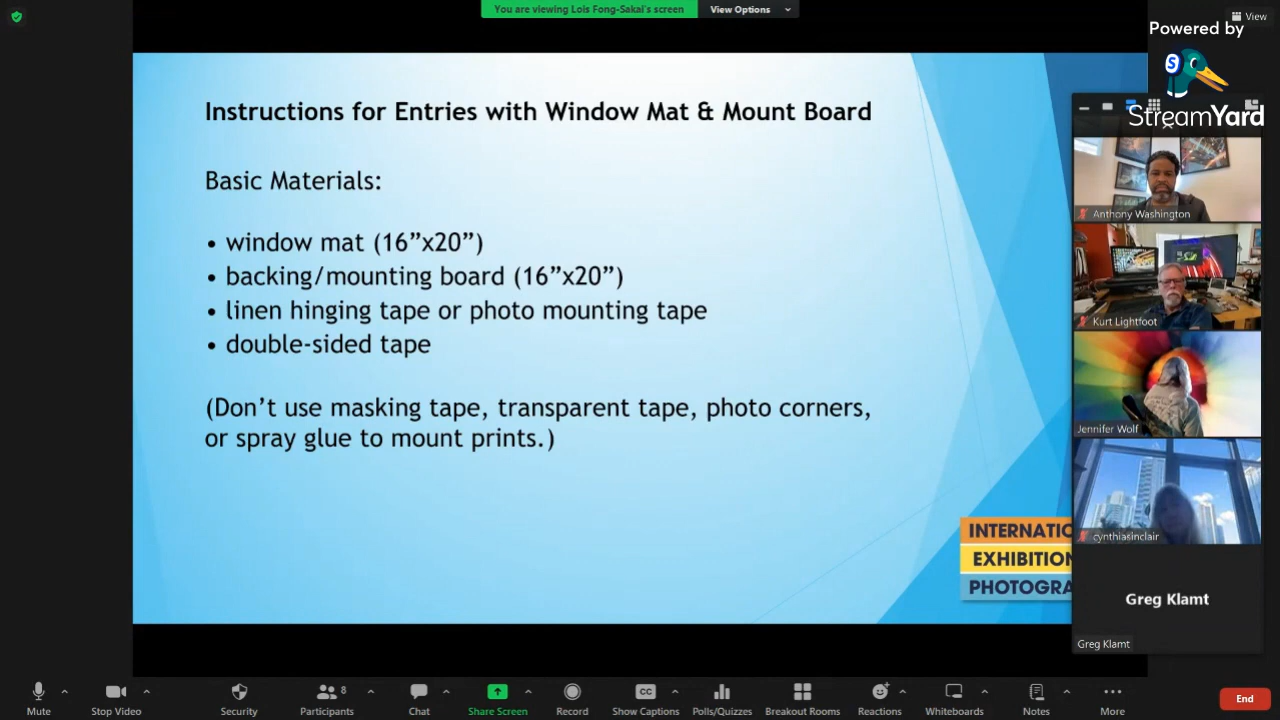 You are viewing Lois Fong-Sakai's screen
View Options
View
Powered by
StreamYard
Instructions for Entries with Window Mat & Mount Board
Basic Materials:
• window mat (16”x20”)
• backing/mounting board (16”x20”)
• linen hinging tape or photo mounting tape
• double-sided tape
(Don’t use masking tape, transparent tape, photo corners,
or spray glue to mount prints.)
INTERNATIO
EXHIBITION
PHOTOGRA
Anthony Washington
Kurt Lightfoot
Jennifer Wolf
cynthiasinclair
Greg Klamt
Greg Klamt
Mute
Stop Video
Security
Participants
8
Chat
Share Screen
Record
CC
Show Captions
Polls/Quizzes
Breakout Rooms
Reactions
Whiteboards
Notes
More
End